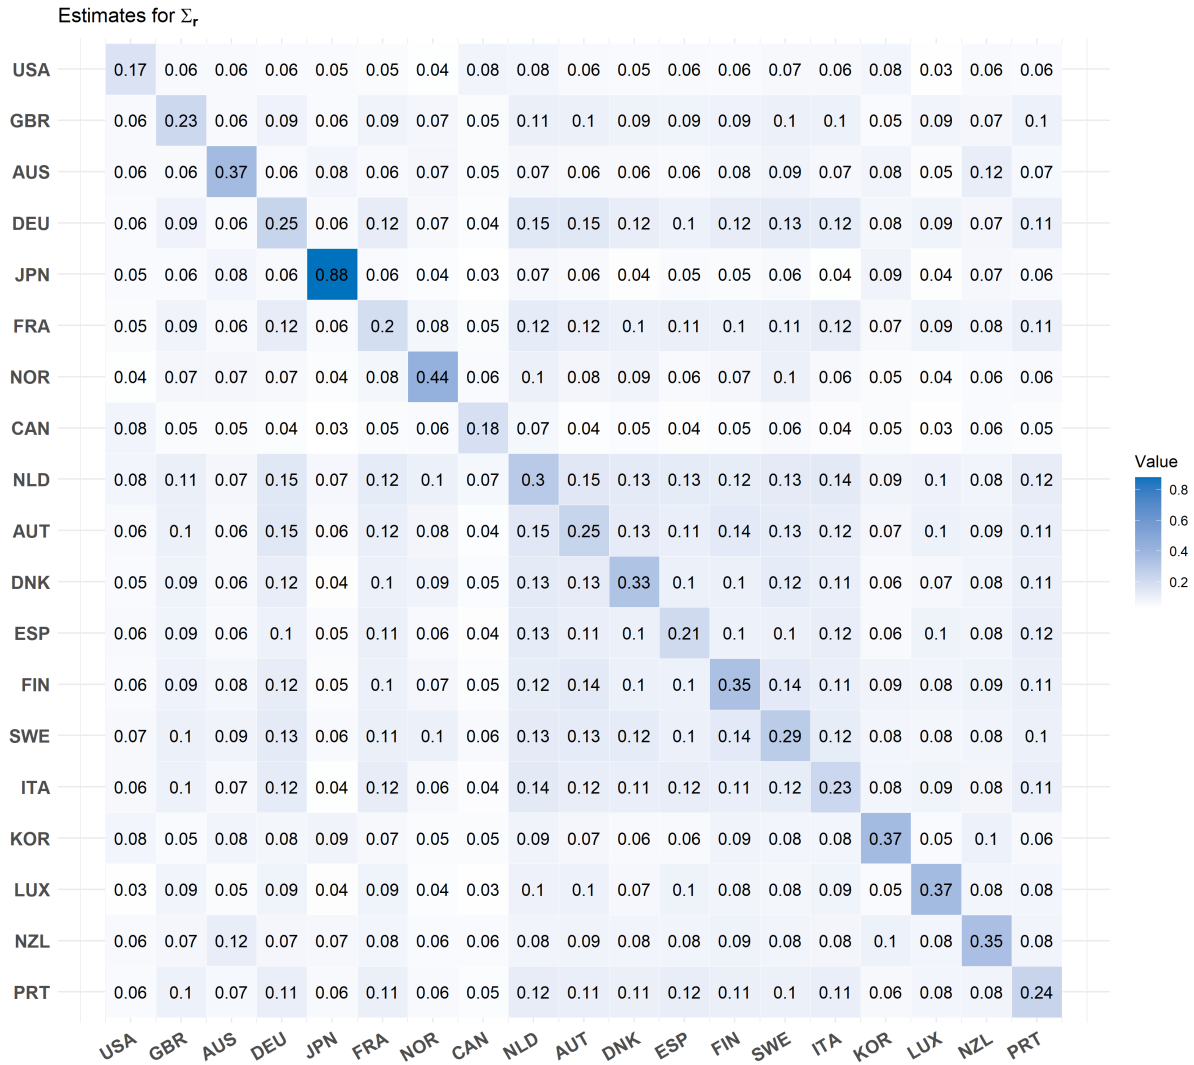 Estimates for Σr
USA 0.17 0.06 0.06 0.06 0.05 0.05 0.04 0.08 0.08 0.06 0.05 0.06 0.06 0.07 0.06 0.08 0.03 0.06 0.06
GBR 0.06 0.23 0.06 0.09 0.06 0.09 0.07 0.05 0.11 0.1 0.09 0.09 0.09 0.1 0.1 0.05 0.09 0.07 0.1
AUS 0.06 0.06 0.37 0.06 0.08 0.06 0.07 0.05 0.07 0.06 0.06 0.06 0.08 0.09 0.07 0.08 0.05 0.12 0.07
DEU 0.06 0.09 0.06 0.25 0.06 0.12 0.07 0.04 0.15 0.15 0.12 0.1 0.12 0.13 0.12 0.08 0.09 0.07 0.11
JPN 0.05 0.06 0.08 0.06 0.88 0.06 0.04 0.03 0.07 0.06 0.04 0.05 0.05 0.06 0.04 0.09 0.04 0.07 0.06
FRA 0.05 0.09 0.06 0.12 0.06 0.2 0.08 0.05 0.12 0.12 0.1 0.11 0.1 0.11 0.12 0.07 0.09 0.08 0.11
NOR 0.04 0.07 0.07 0.07 0.04 0.08 0.44 0.06 0.1 0.08 0.09 0.06 0.07 0.1 0.06 0.05 0.04 0.06 0.06
CAN 0.08 0.05 0.05 0.04 0.03 0.05 0.06 0.18 0.07 0.04 0.05 0.04 0.05 0.06 0.04 0.05 0.03 0.06 0.05
NLD 0.08 0.11 0.07 0.15 0.07 0.12 0.1 0.07 0.3 0.15 0.13 0.13 0.12 0.13 0.14 0.09 0.1 0.08 0.12
AUT 0.06 0.1 0.06 0.15 0.06 0.12 0.08 0.04 0.15 0.25 0.13 0.11 0.14 0.13 0.12 0.07 0.1 0.09 0.11
DNK 0.05 0.09 0.06 0.12 0.04 0.1 0.09 0.05 0.13 0.13 0.33 0.1 0.1 0.12 0.11 0.06 0.07 0.08 0.11
ESP 0.06 0.09 0.06 0.1 0.05 0.11 0.06 0.04 0.13 0.11 0.1 0.21 0.1 0.1 0.12 0.06 0.1 0.08 0.12
FIN 0.06 0.09 0.08 0.12 0.05 0.1 0.07 0.05 0.12 0.14 0.1 0.1 0.35 0.14 0.11 0.09 0.08 0.09 0.11
SWE 0.07 0.1 0.09 0.13 0.06 0.11 0.1 0.06 0.13 0.13 0.12 0.1 0.14 0.29 0.12 0.08 0.08 0.08 0.1
ITA 0.06 0.1 0.07 0.12 0.04 0.12 0.06 0.04 0.14 0.12 0.11 0.12 0.11 0.12 0.23 0.08 0.09 0.08 0.11
KOR 0.08 0.05 0.08 0.08 0.09 0.07 0.05 0.05 0.09 0.07 0.06 0.06 0.09 0.08 0.08 0.37 0.05 0.1 0.06
LUX 0.03 0.09 0.05 0.09 0.04 0.09 0.04 0.03 0.1 0.1 0.07 0.1 0.08 0.08 0.09 0.05 0.37 0.08 0.08
NZL 0.06 0.07 0.12 0.07 0.07 0.08 0.06 0.06 0.08 0.09 0.08 0.08 0.09 0.08 0.08 0.1 0.08 0.35 0.08
PRT 0.06 0.1 0.07 0.11 0.06 0.11 0.06 0.05 0.12 0.11 0.11 0.12 0.11 0.1 0.11 0.06 0.08 0.08 0.24
USA GBR AUS DEU JPN FRA NOR CAN NLD AUT DNK ESP FIN SWE ITA KOR LUX NZL PRT
Value
0.8
0.6
0.4
0.2